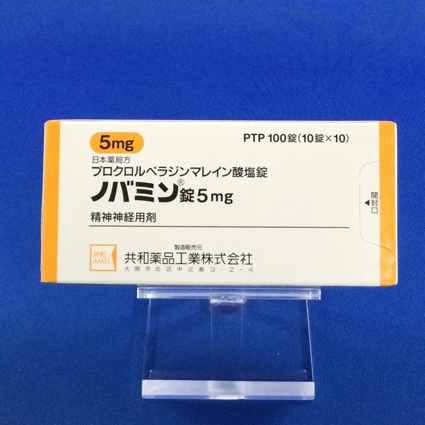 5mg
PTP 100錠(10錠×10)
日本薬局方
プロクロルペラジンマレイン酸塩錠
ノバミン®錠5mg
精神神経用剤
開封口
共和
AMEL
製造販売元
共和薬品工業株式会社
大阪市北区中之島3-2-4